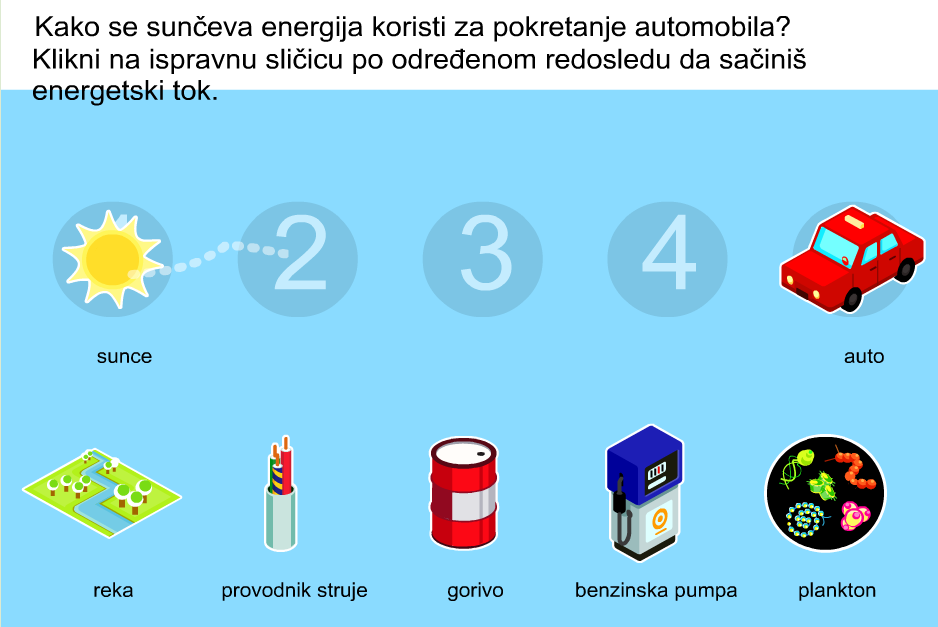 Kako se sunčeva energija koristi za pokretanje automobila?
Klikni na ispravnu sličicu po određenom redosledu da sačiniš
energetski tok.
1 2 3 4
sunce auto
reka provodnik struje gorivo benzinska pumpa plankton